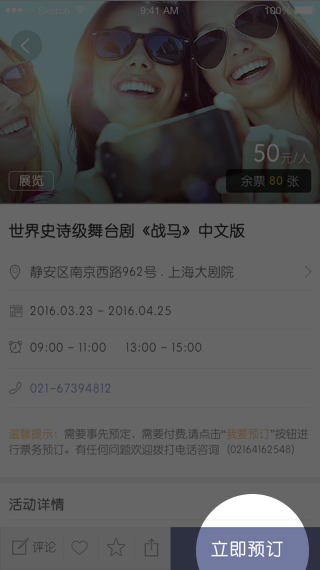 Sketch 9:41 AM 100%
50元/人
展览
余票 80 张
世界史诗级舞台剧《战马》中文版
静安区南京西路962号 . 上海大剧院
2016.03.23 - 2016.04.25
09:00 - 11:00 13:00 - 15:00
021-67394812
温馨提示：需要事先预定、需要付费,请点击“我要预订”按钮进
行票务预订。有任何问题欢迎拨打电话咨询（02164162548）
活动详情
评论
立即预订